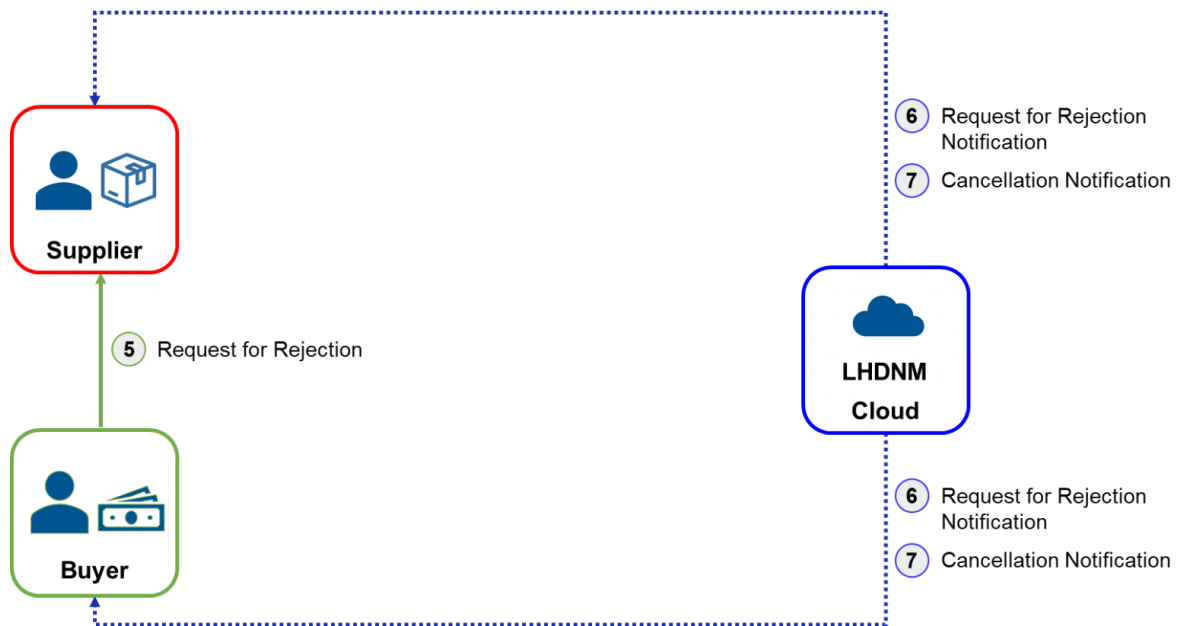 6 Request for Rejection
Notification
7 Cancellation Notification
Supplier
5 Request for Rejection
LHDNM
Cloud
6 Request for Rejection
Notification
7 Cancellation Notification
Buyer